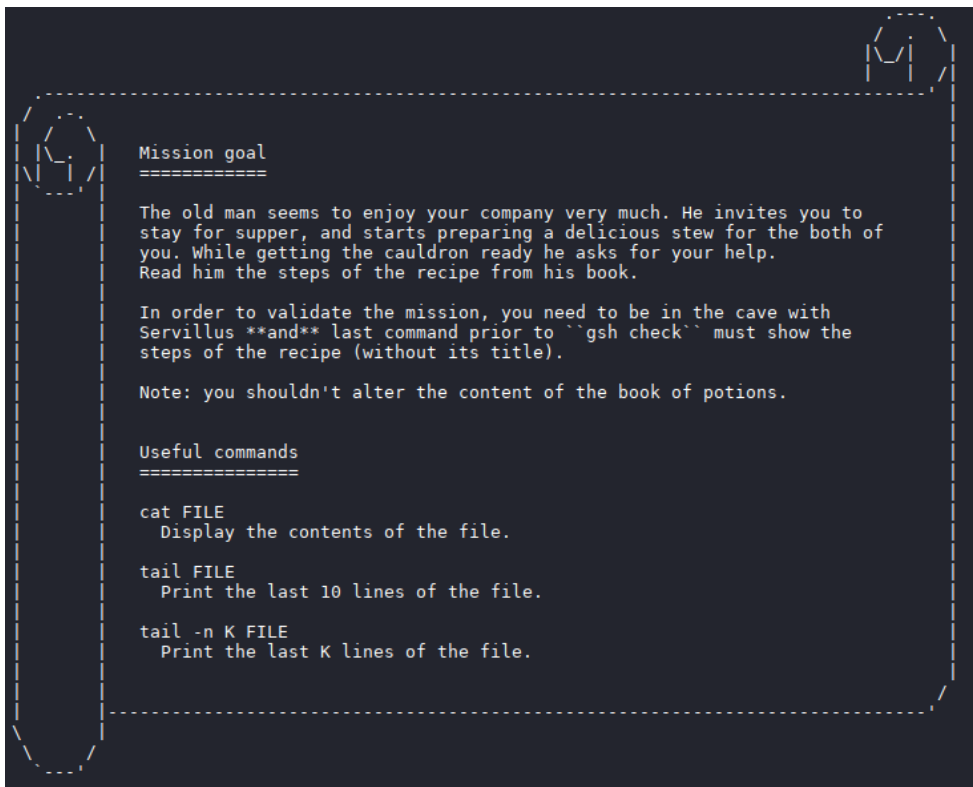 Mission goal
============
The old man seems to enjoy your company very much. He invites you to
stay for supper, and starts preparing a delicious stew for the both of
you. While getting the cauldron ready he asks for your help.
Read him the steps of the recipe from his book.
In order to validate the mission, you need to be in the cave with
Servillus **and** last command prior to ``gsh check`` must show the
steps of the recipe (without its title).
Note: you shouldn't alter the content of the book of potions.
Useful commands
===============
cat FILE
Display the contents of the file.
tail FILE
Print the last 10 lines of the file.
tail -n K FILE
Print the last K lines of the file.